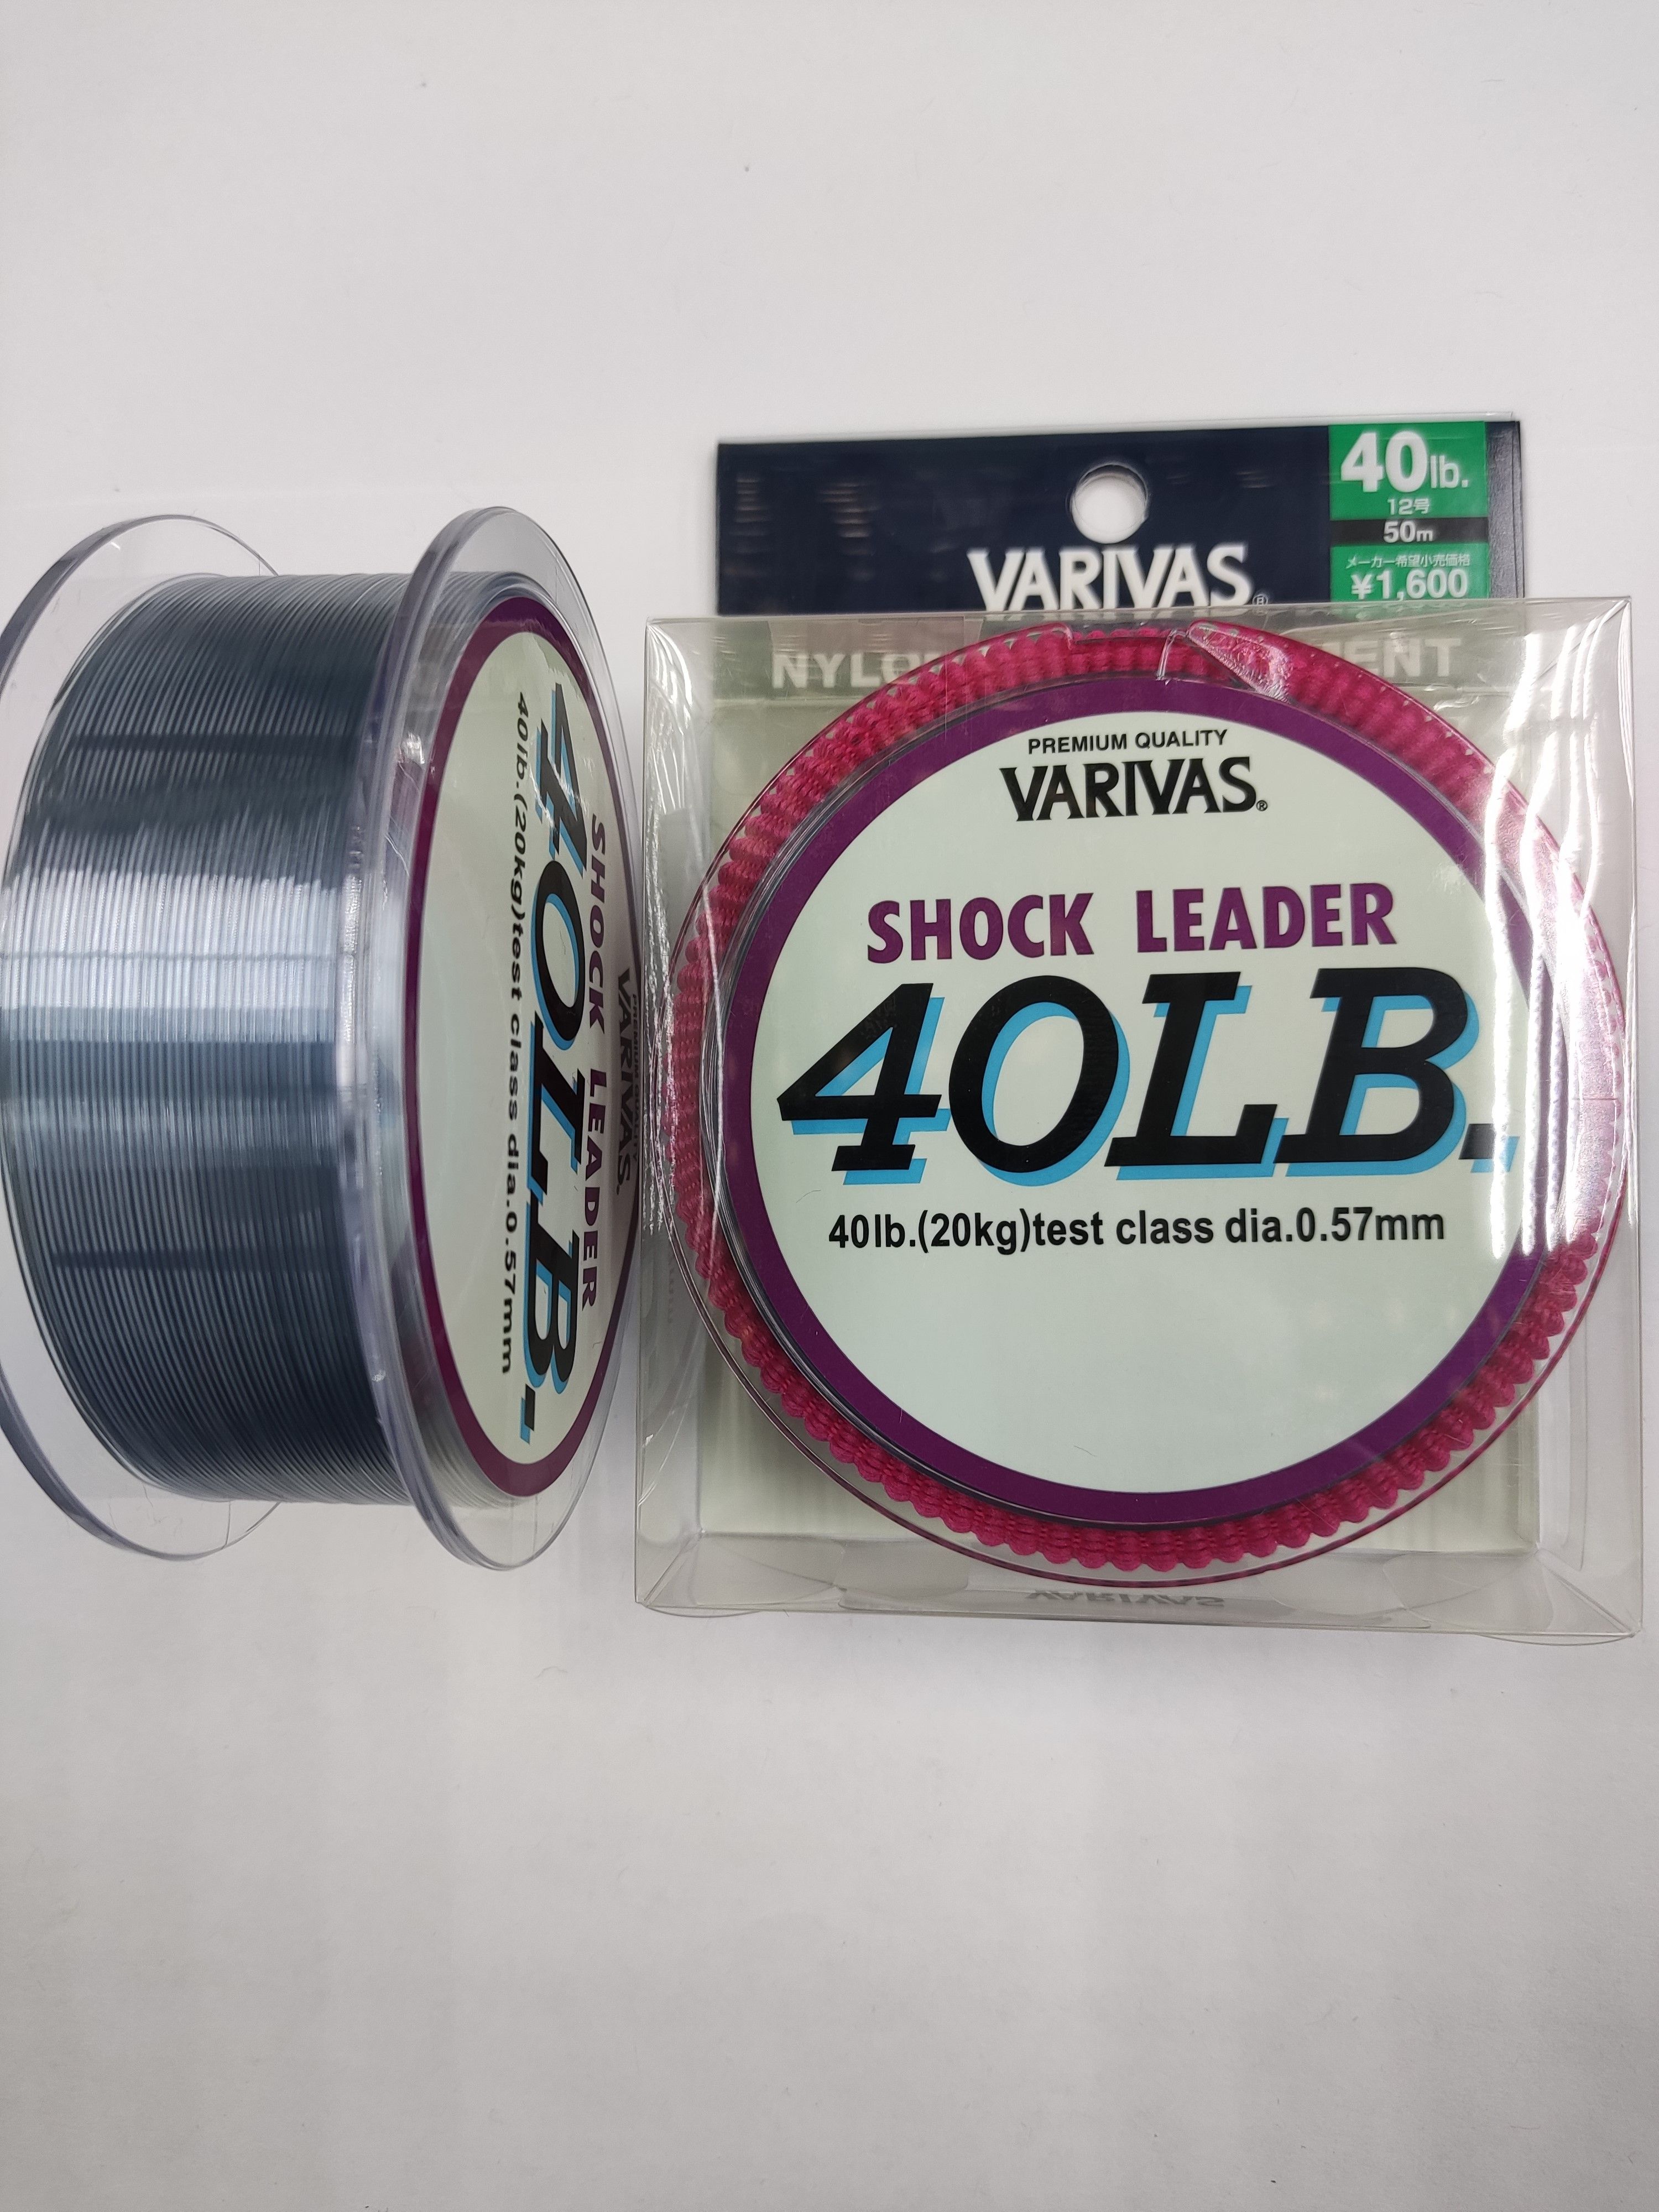 40lb.
12号
50m
メーカー希望小売価格
¥1,600
VARIVAS®
PREMIUM QUALITY
VARIVAS®
SHOCK LEADER
40LB.
40lb.(20kg)test class dia.0.57mm
VARIVAS
VARIVAS
SHOCK LEADER
40LB.
40lb.(20kg)test class dia.0.57mm